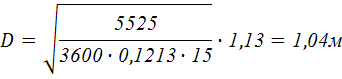 D = √(5525 / (3600 · 0,1213 · 15)) · 1,13 = 1,04м